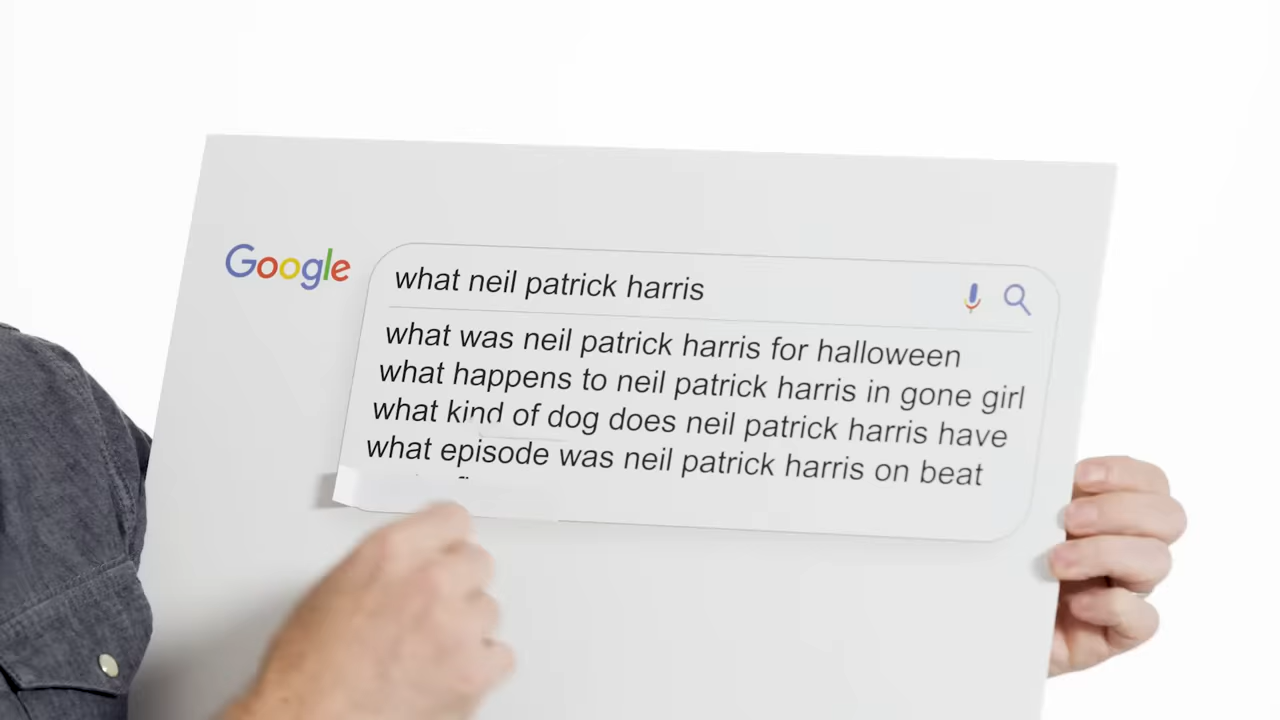 Google
what neil patrick harris
what was neil patrick harris for halloween
what happens to neil patrick harris in gone girl
what kind of dog does neil patrick harris have
what episode was neil patrick harris on beat